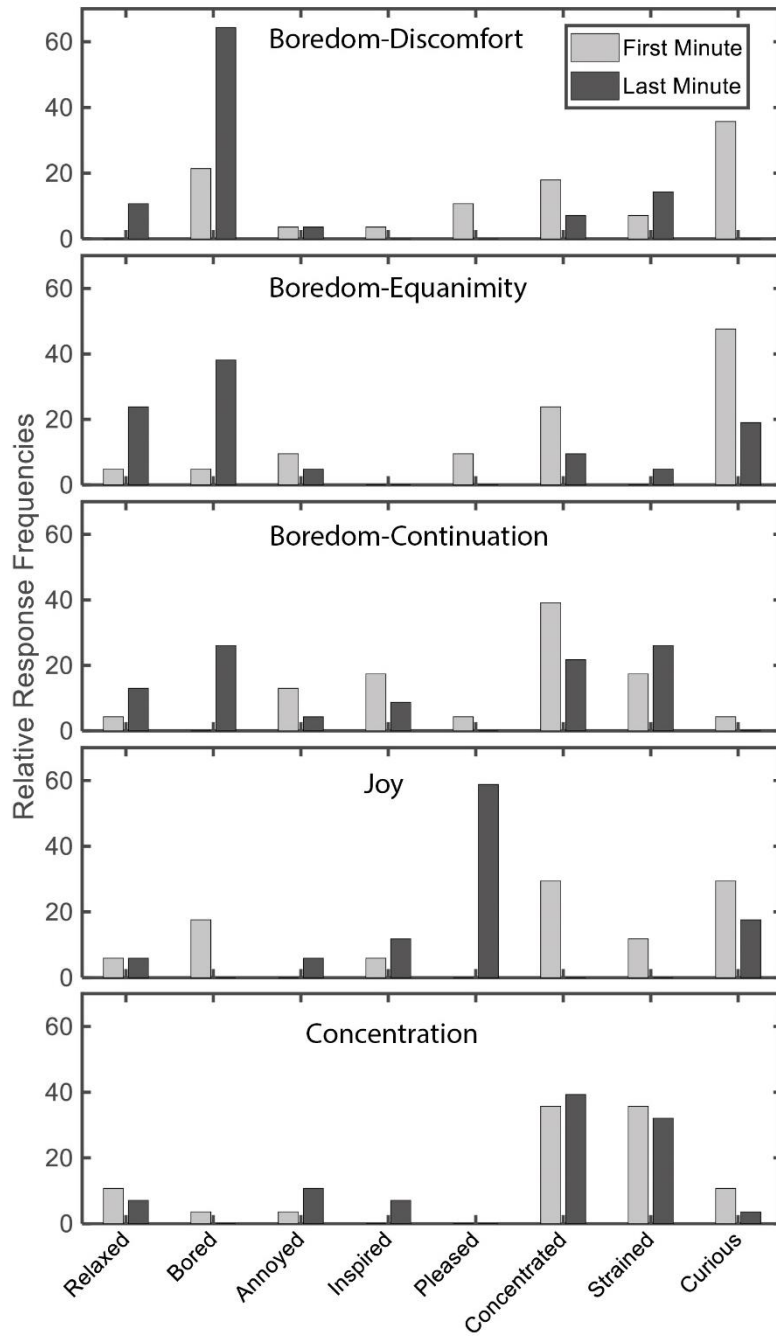 Boredom-Discomfort
First Minute
Last Minute
60
40
20
0
Boredom-Equanimity
60
40
20
0
Boredom-Continuation
60
40
20
0
Joy
60
40
20
0
Concentration
60
40
20
0
Relative Response Frequencies
Relaxed
Bored
Annoyed
Inspired
Pleased
Concentrated
Strained
Curious